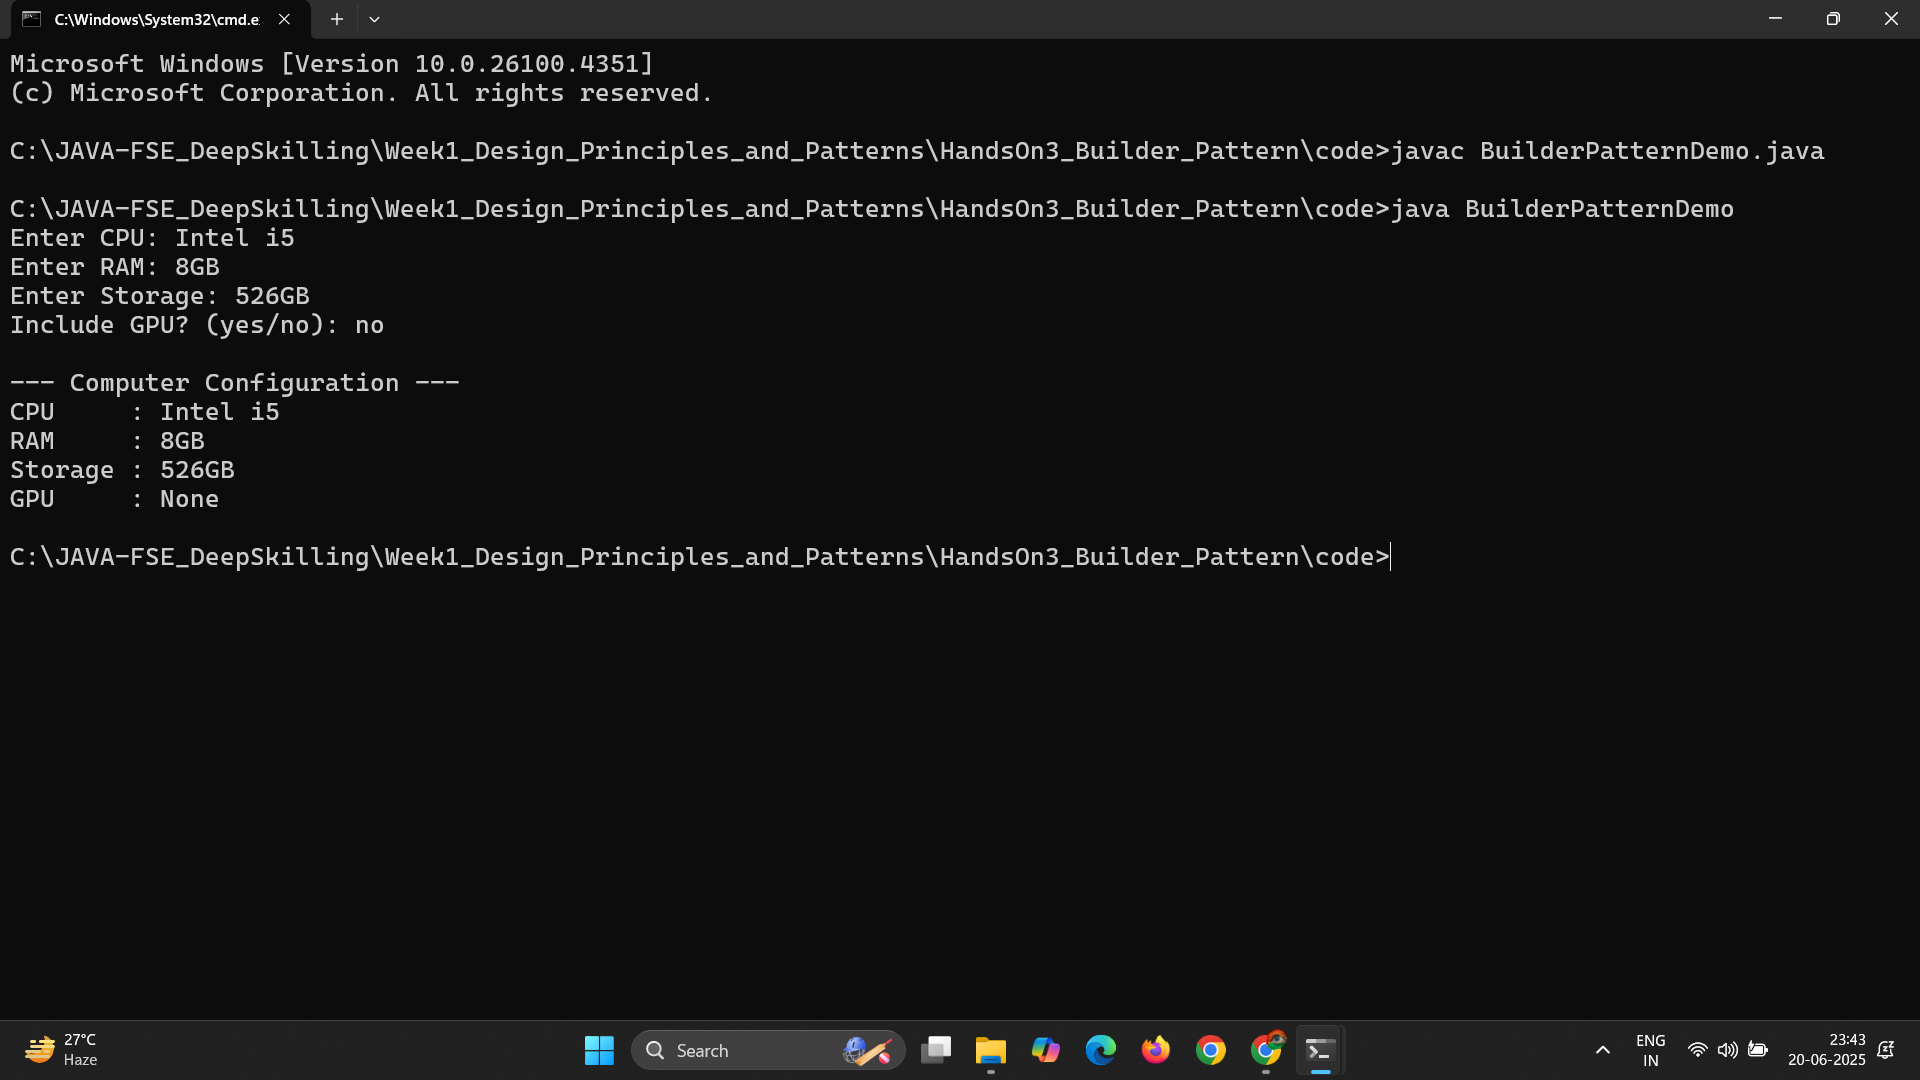 C:\Windows\System32\cmd.e
Microsoft Windows [Version 10.0.26100.4351]
(c) Microsoft Corporation. All rights reserved.
C:\JAVA-FSE_DeepSkilling\Week1_Design_Principles_and_Patterns\HandsOn3_Builder_Pattern\code>javac BuilderPatternDemo.java
C:\JAVA-FSE_DeepSkilling\Week1_Design_Principles_and_Patterns\HandsOn3_Builder_Pattern\code>java BuilderPatternDemo
Enter CPU: Intel i5
Enter RAM: 8GB
Enter Storage: 526GB
Include GPU? (yes/no): no
--- Computer Configuration ---
CPU     : Intel i5
RAM     : 8GB
Storage : 526GB
GPU     : None
C:\JAVA-FSE_DeepSkilling\Week1_Design_Principles_and_Patterns\HandsOn3_Builder_Pattern\code>
27°C
Haze
Search
ENG
IN
23:43
20-06-2025